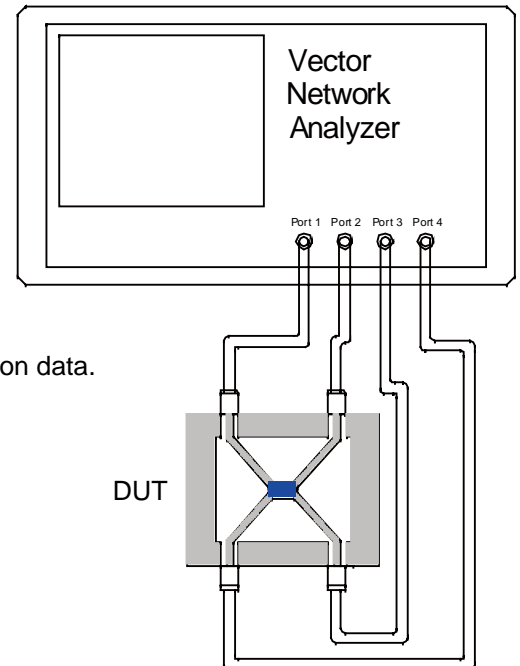 Vector
Network
Analyzer
Port 1 Port 2 Port 3 Port 4
on data.
DUT